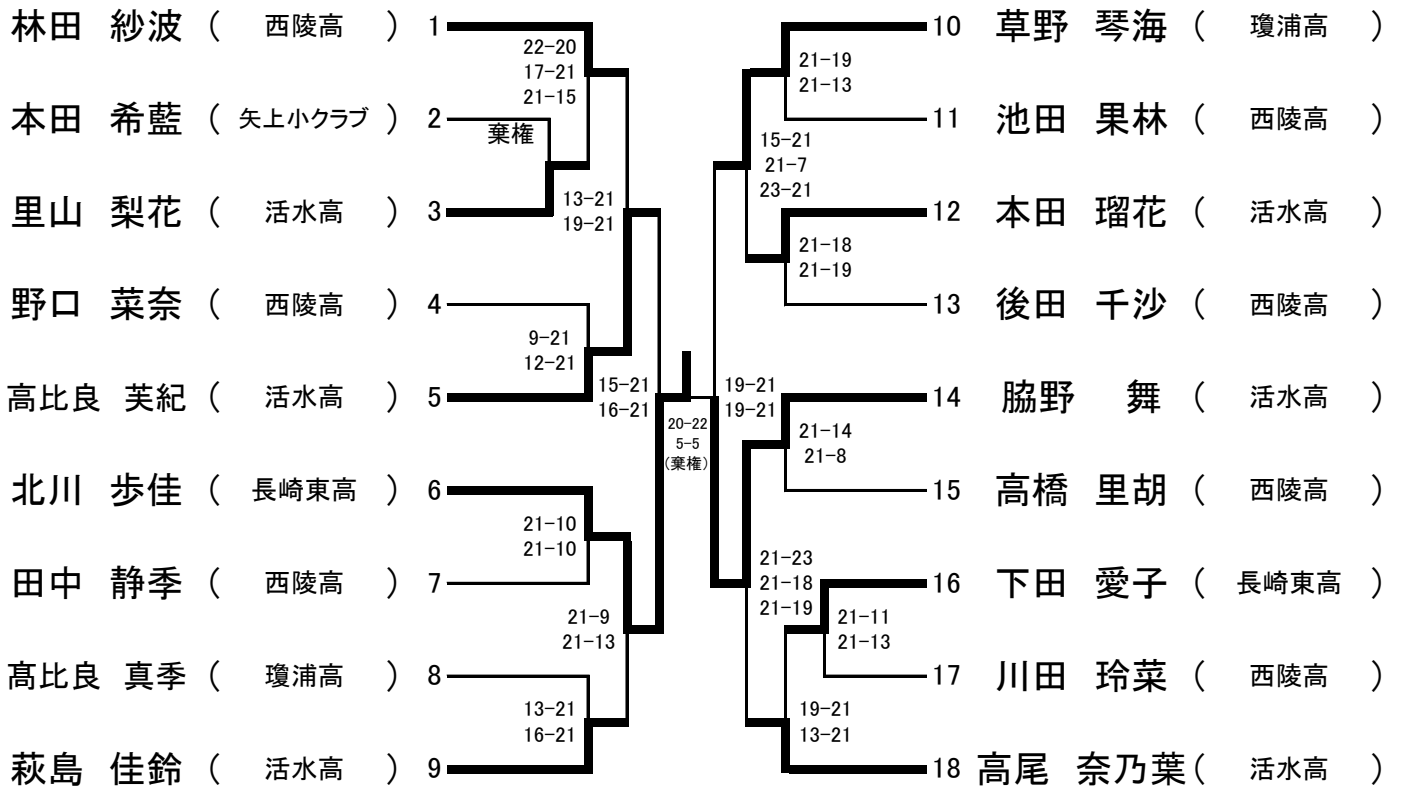 林田 紗波 ( 西陵高 ) 1
22-20
17-21
21-15
本田 希藍 ( 矢上小クラブ ) 2
棄権
里山 梨花 ( 活水高 ) 3
13-21
19-21
野口 菜奈 ( 西陵高 ) 4
9-21
12-21
高比良 芙紀 ( 活水高 ) 5
15-21
16-21
北川 歩佳 ( 長崎東高 ) 6
21-10
21-10
田中 静季 ( 西陵高 ) 7
21-9
21-13
髙比良 真季 ( 瓊浦高 ) 8
13-21
16-21
萩島 佳鈴 ( 活水高 ) 9
20-22
5-5
(棄権)
10 草野 琴海 ( 瓊浦高 )
21-19
21-13
11 池田 果林 ( 西陵高 )
15-21
21-7
23-21
12 本田 瑠花 ( 活水高 )
21-18
21-19
13 後田 千沙 ( 西陵高 )
19-21
19-21
14 脇野 舞 ( 活水高 )
21-14
21-8
15 高橋 里胡 ( 西陵高 )
21-23
21-18
21-19
16 下田 愛子 ( 長崎東高 )
21-11
21-13
17 川田 玲菜 ( 西陵高 )
19-21
13-21
18 高尾 奈乃葉 ( 活水高 )